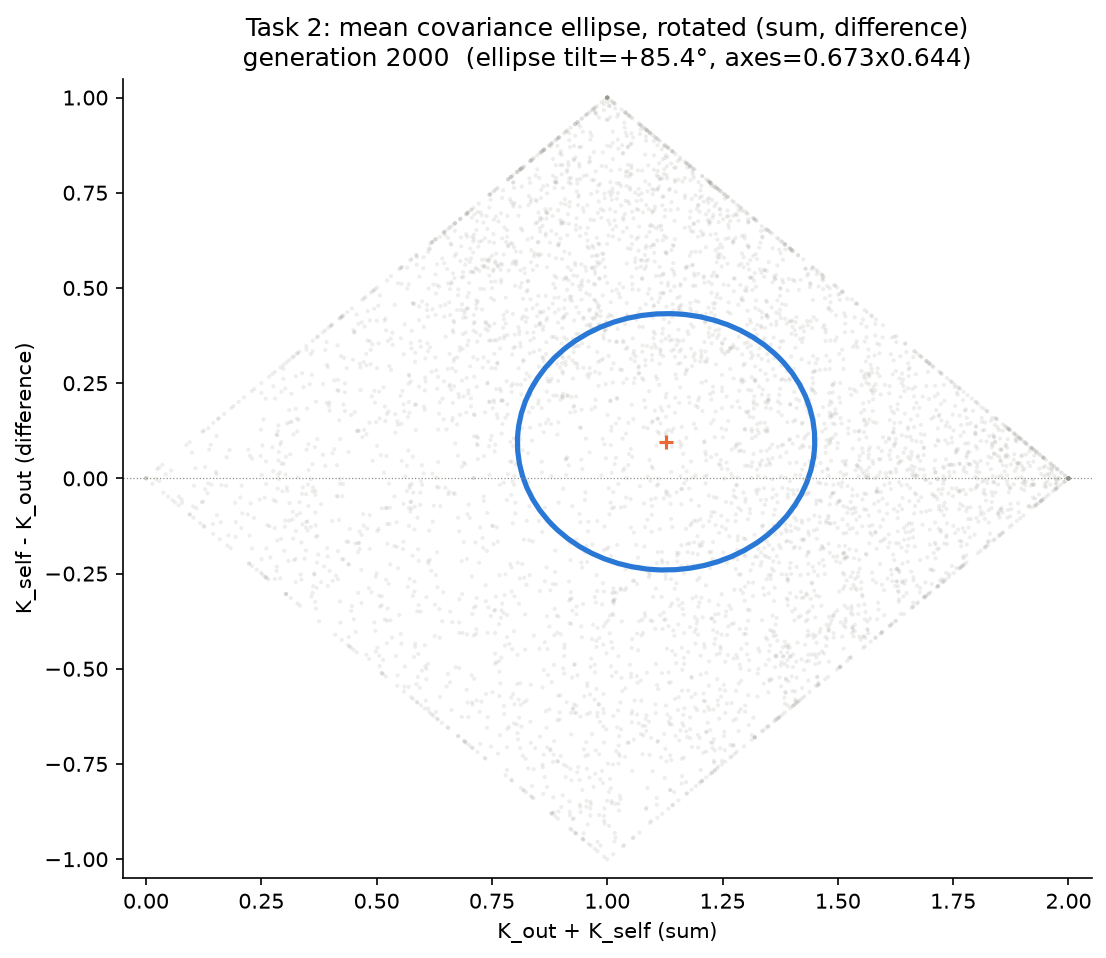 Task 2: mean covariance ellipse, rotated (sum, difference)
generation 2000  (ellipse tilt=+85.4°, axes=0.673x0.644)
K_self - K_out (difference)
1.00
0.75
0.50
0.25
0.00
−0.25
−0.50
−0.75
−1.00
0.00 0.25 0.50 0.75 1.00 1.25 1.50 1.75 2.00
K_out + K_self (sum)